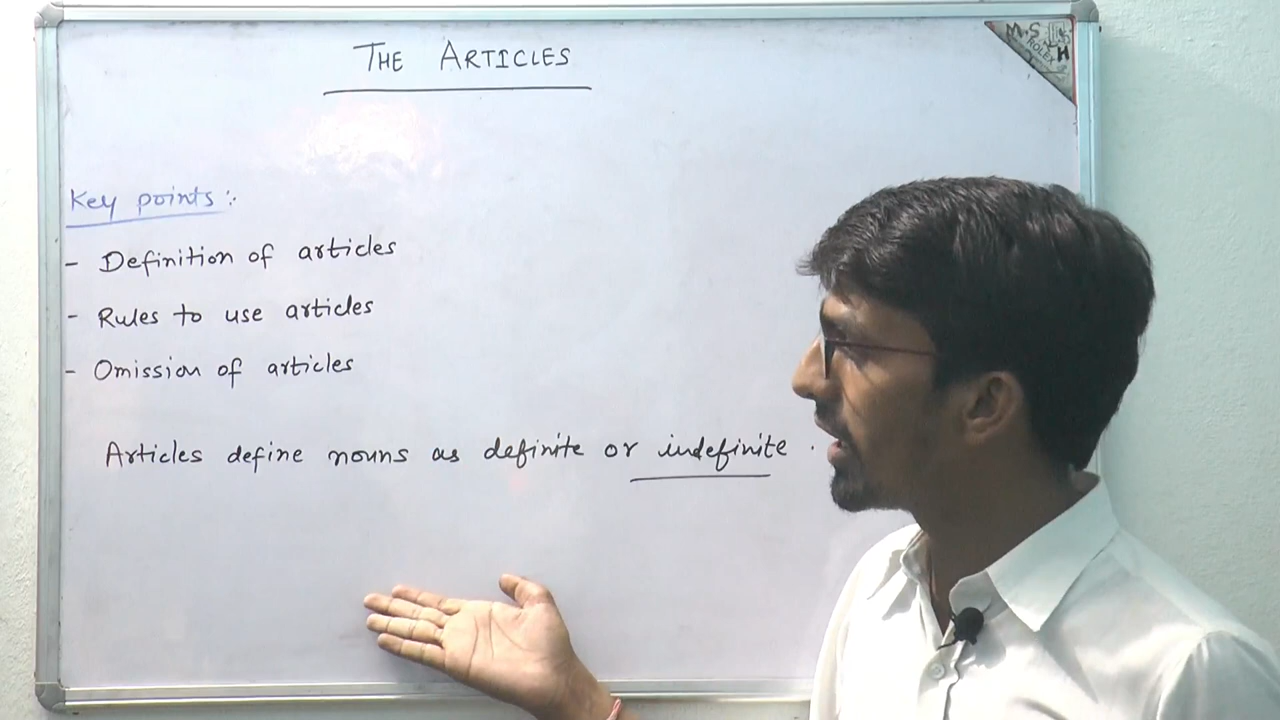 THE ARTICLES
M.S
ROLEX
Key points :-
- Definition of articles
- Rules to use articles
- Omission of articles
Articles define nouns as definite or indefinite .